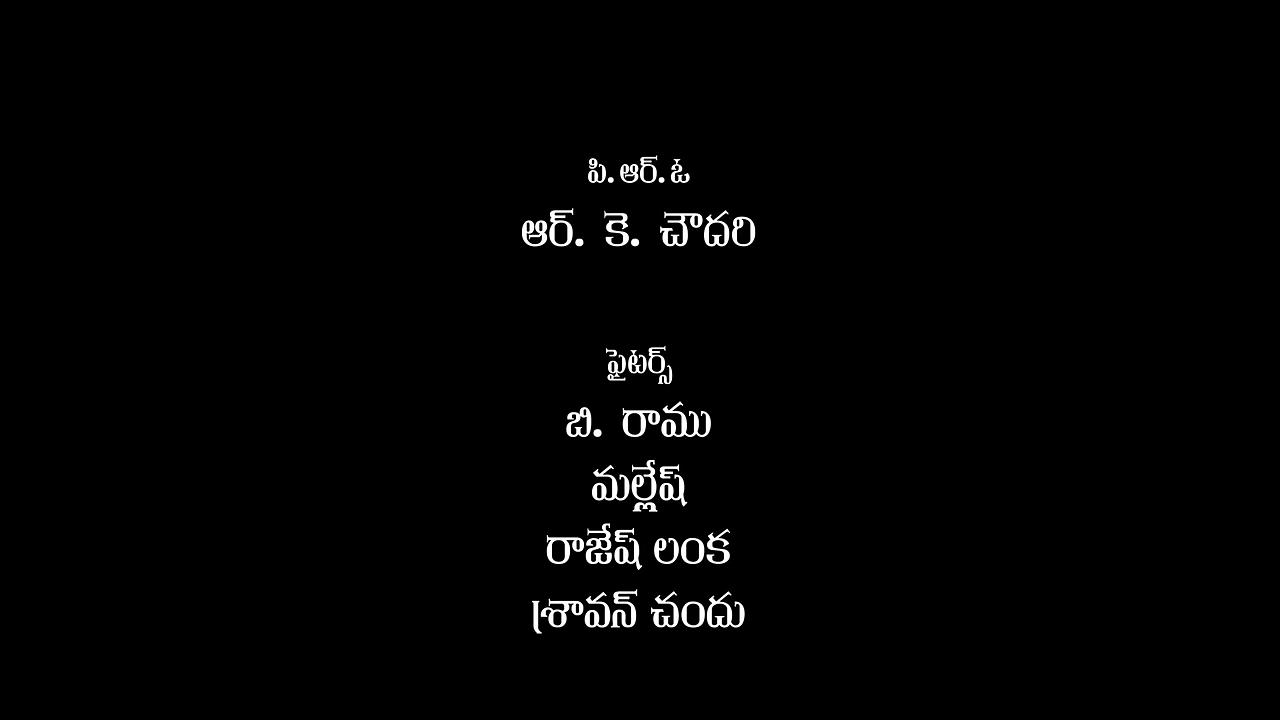 పి. ఆర్. ఓ
ఆర్. కె. చౌదరి
ఫైటర్స్
బి. రాము
మల్లేష్
రాజేష్ లంక
శ్రావన్ చందు